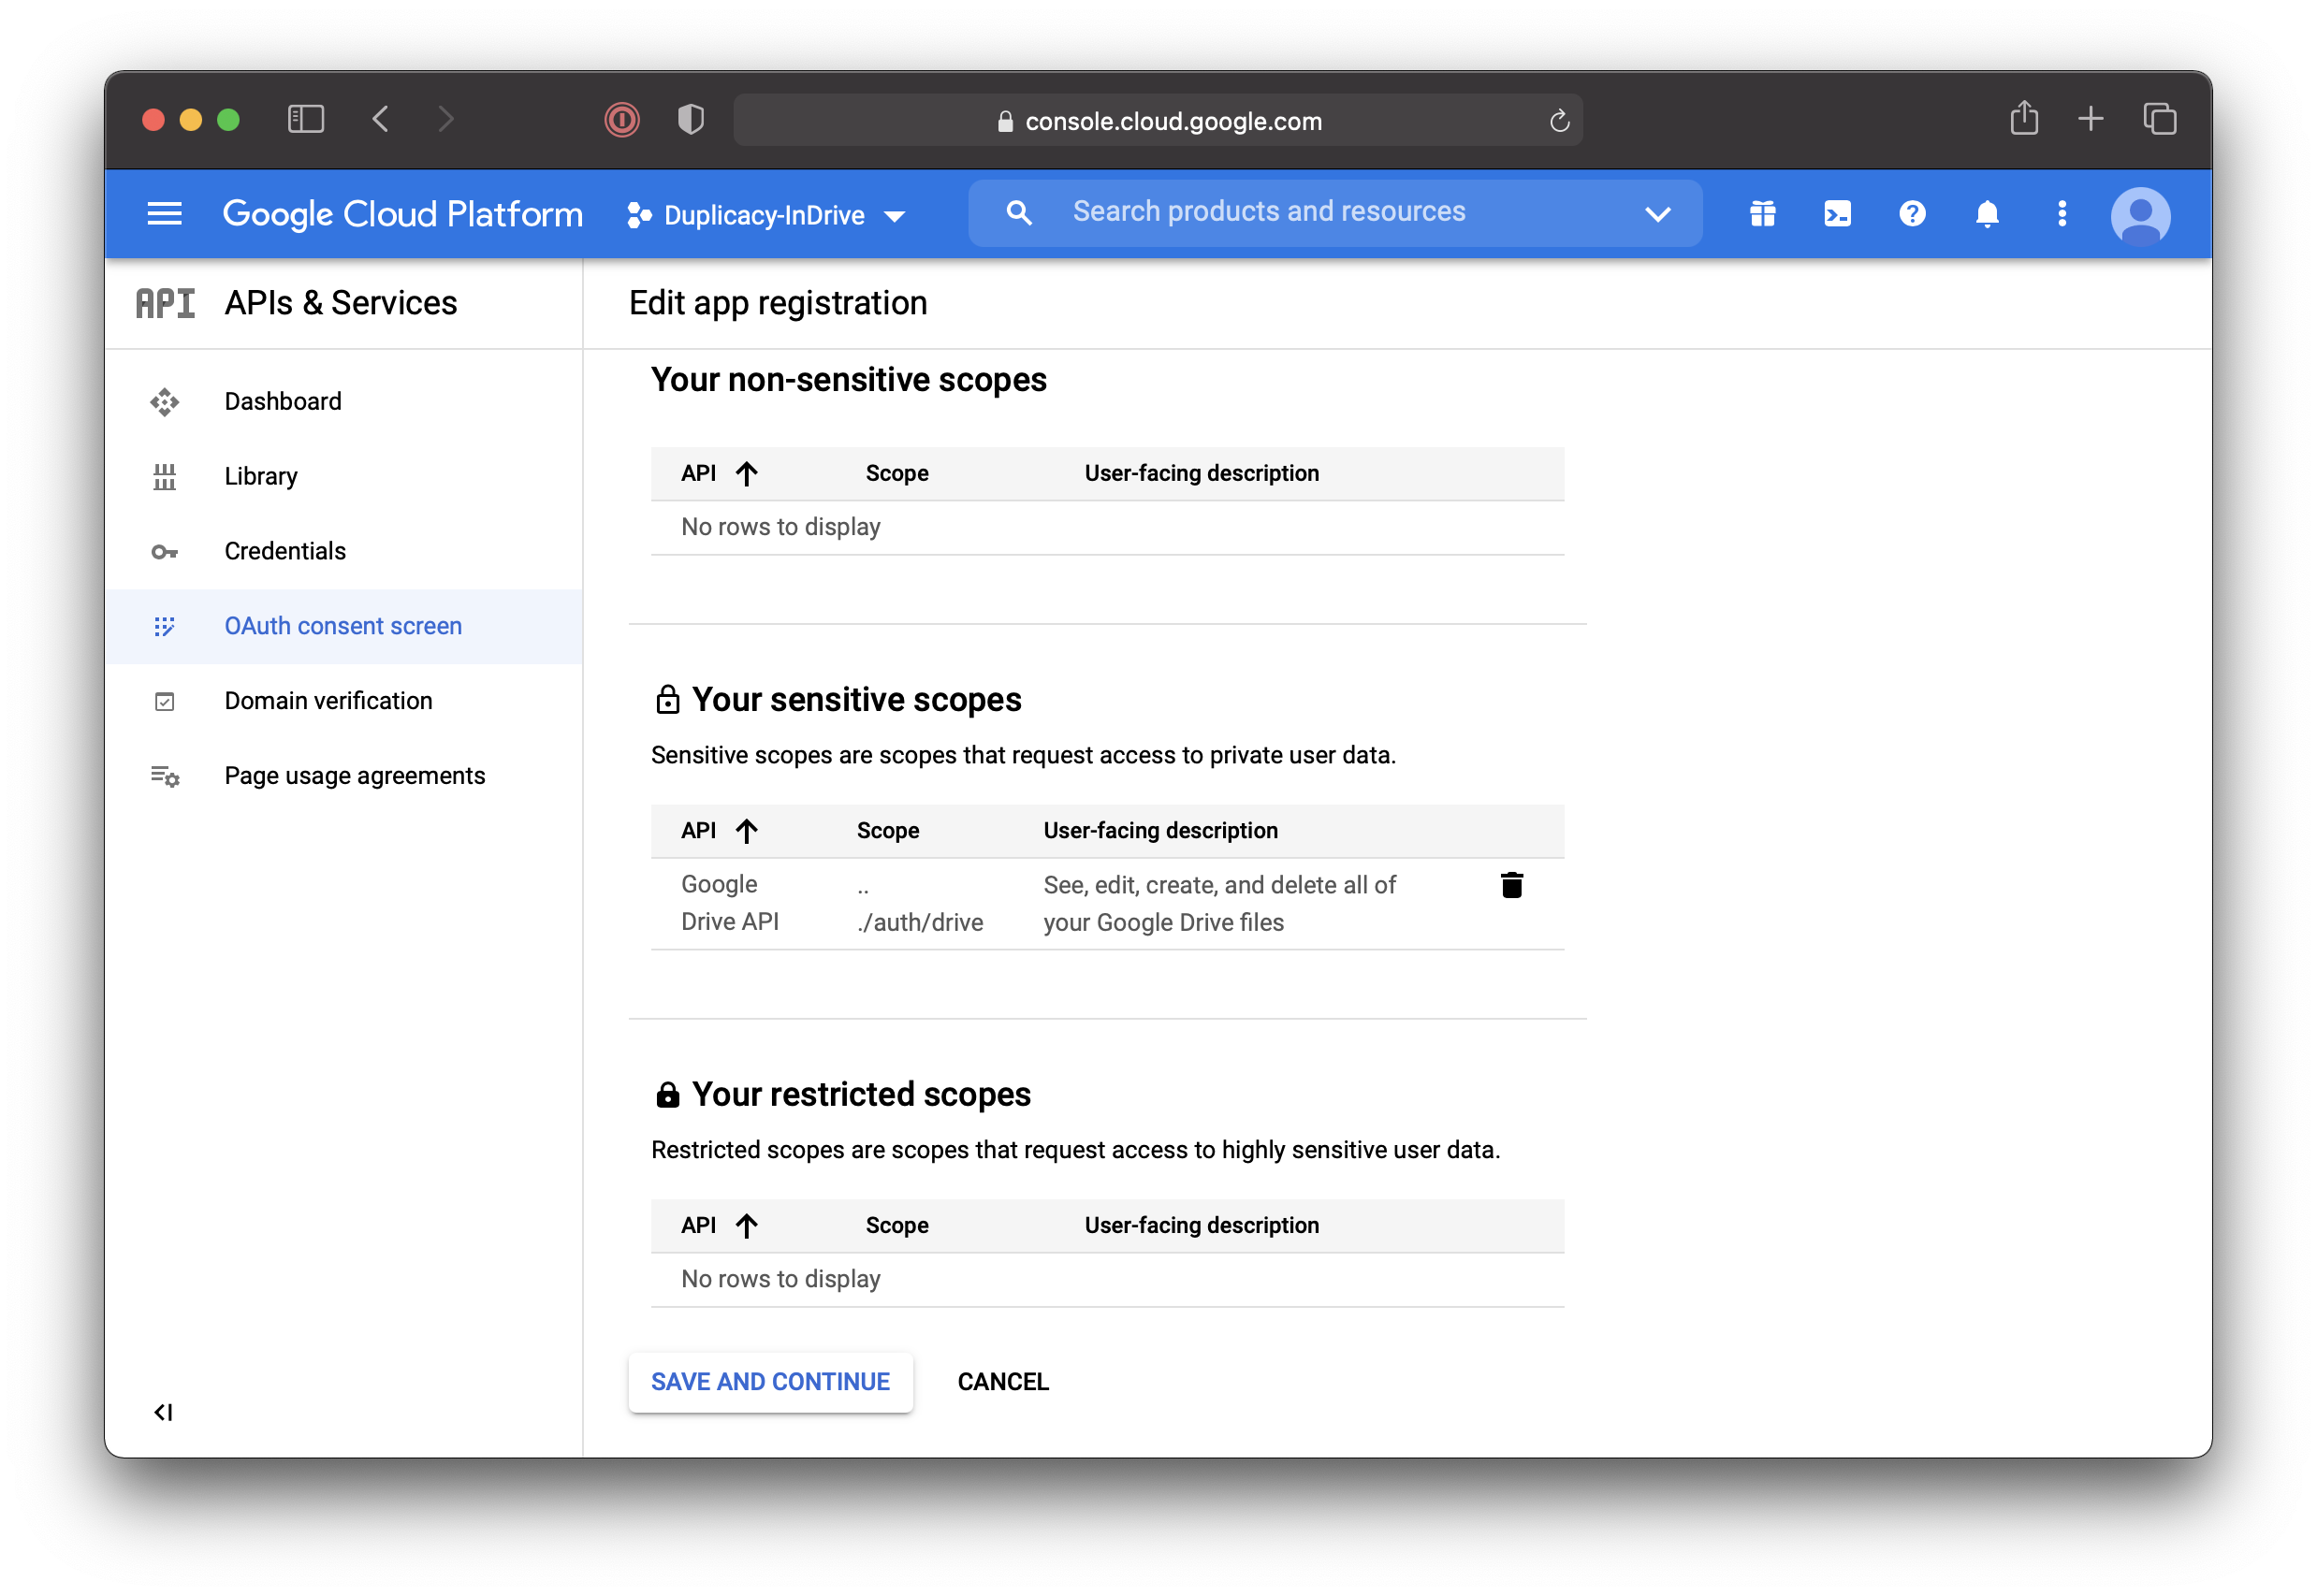 console.cloud.google.com
Google Cloud Platform
Duplicacy-InDrive
Search products and resources
API
APIs & Services
Edit app registration
Dashboard
Library
Credentials
OAuth consent screen
Domain verification
Page usage agreements
Your non-sensitive scopes
API Scope User-facing description
No rows to display
Your sensitive scopes
Sensitive scopes are scopes that request access to private user data.
API Scope User-facing description
Google .. See, edit, create, and delete all of
Drive API ./auth/drive your Google Drive files
Your restricted scopes
Restricted scopes are scopes that request access to highly sensitive user data.
API Scope User-facing description
No rows to display
SAVE AND CONTINUE CANCEL